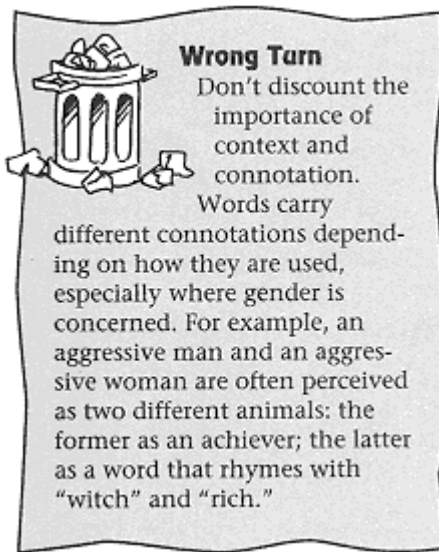 Wrong Turn
Don't discount the
importance of
context and
connotation.
Words carry
different connotations depend-
ing on how they are used,
especially where gender is
concerned. For example, an
aggressive man and an aggres-
sive woman are often perceived
as two different animals: the
former as an achiever; the latter
as a word that rhymes with
"witch" and "rich."